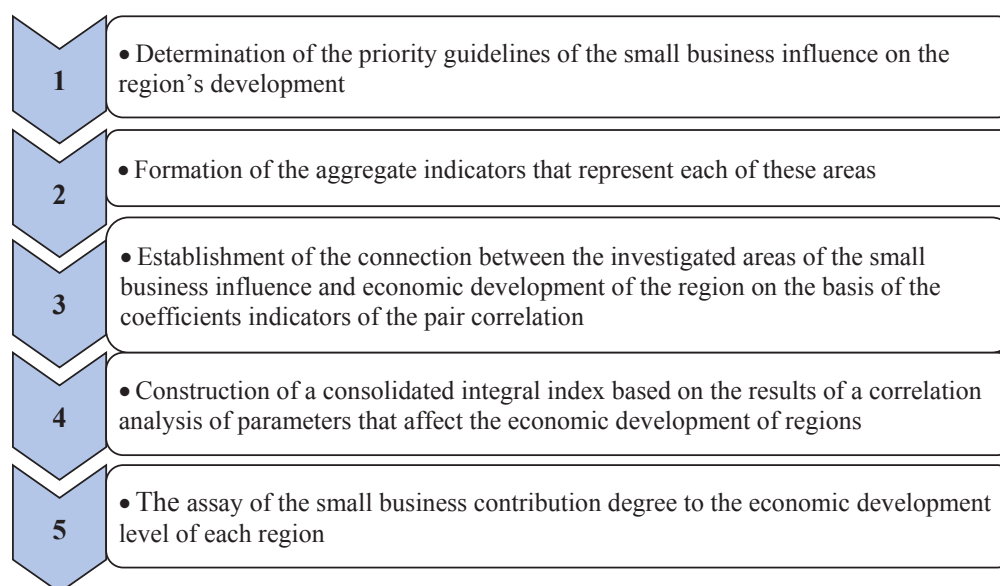 1
• Determination of the priority guidelines of the small business influence on the
region’s development
2
• Formation of the aggregate indicators that represent each of these areas
3
• Establishment of the connection between the investigated areas of the small
business influence and economic development of the region on the basis of the
coefficients indicators of the pair correlation
4
• Construction of a consolidated integral index based on the results of a correlation
analysis of parameters that affect the economic development of regions
5
• The assay of the small business contribution degree to the economic development
level of each region